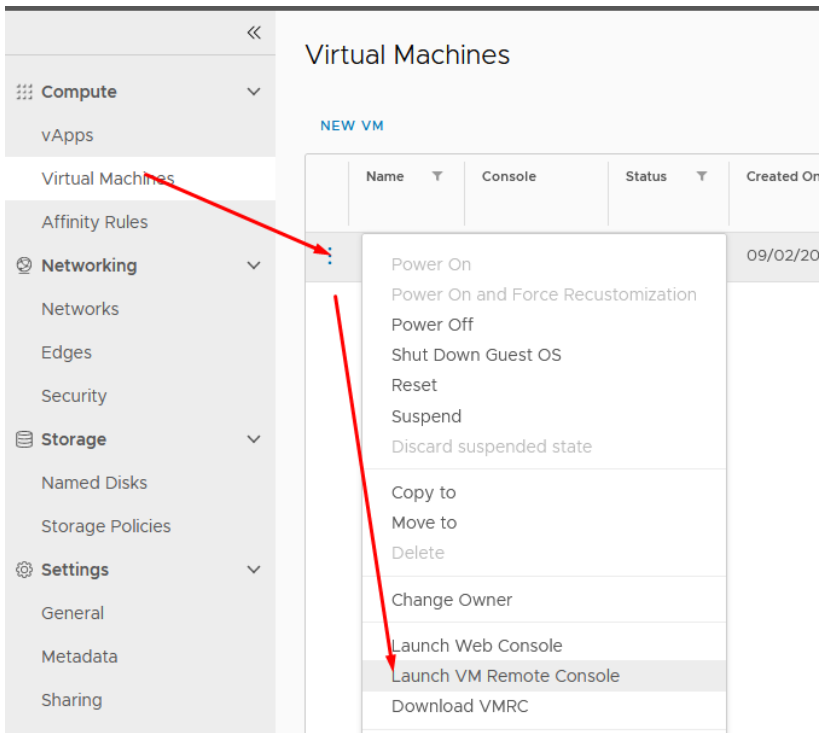 Compute
vApps
Virtual Machines
Affinity Rules
Networking
Networks
Edges
Security
Storage
Named Disks
Storage Policies
Settings
General
Metadata
Sharing
Virtual Machines
NEW VM
Name Console Status Created On
09/02/20
Power On
Power On and Force Recustomization
Power Off
Shut Down Guest OS
Reset
Suspend
Discard suspended state
Copy to
Move to
Delete
Change Owner
Launch Web Console
Launch VM Remote Console
Download VMRC